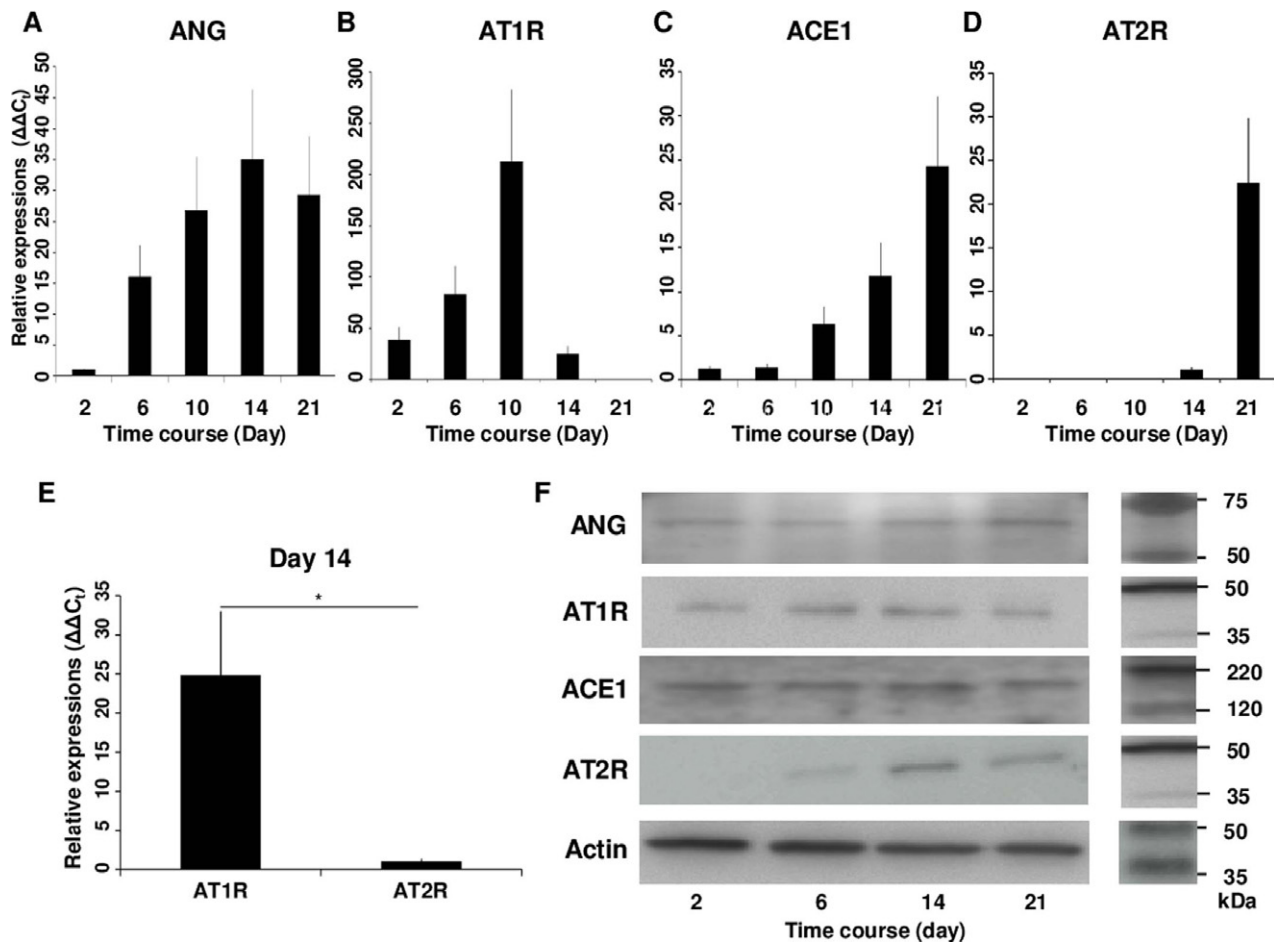 A ANG
Relative expressions (ΔΔCt)
50
45
40
35
30
25
20
15
10
5
0
2 6 10 14 21
Time course (Day)
B AT1R
300
250
200
150
100
50
0
2 6 10 14 21
Time course (Day)
C ACE1
35
30
25
20
15
10
5
0
2 6 10 14 21
Time course (Day)
D AT2R
35
30
25
20
15
10
5
0
2 6 10 14 21
Time course (Day)
E
Day 14
Relative expressions (ΔΔCt)
35
30
25
20
15
10
5
0
*
AT1R AT2R
F
ANG 75
50
AT1R 50
35
ACE1 220
120
AT2R 50
35
Actin 50
35
2 6 14 21 kDa
Time course (day)